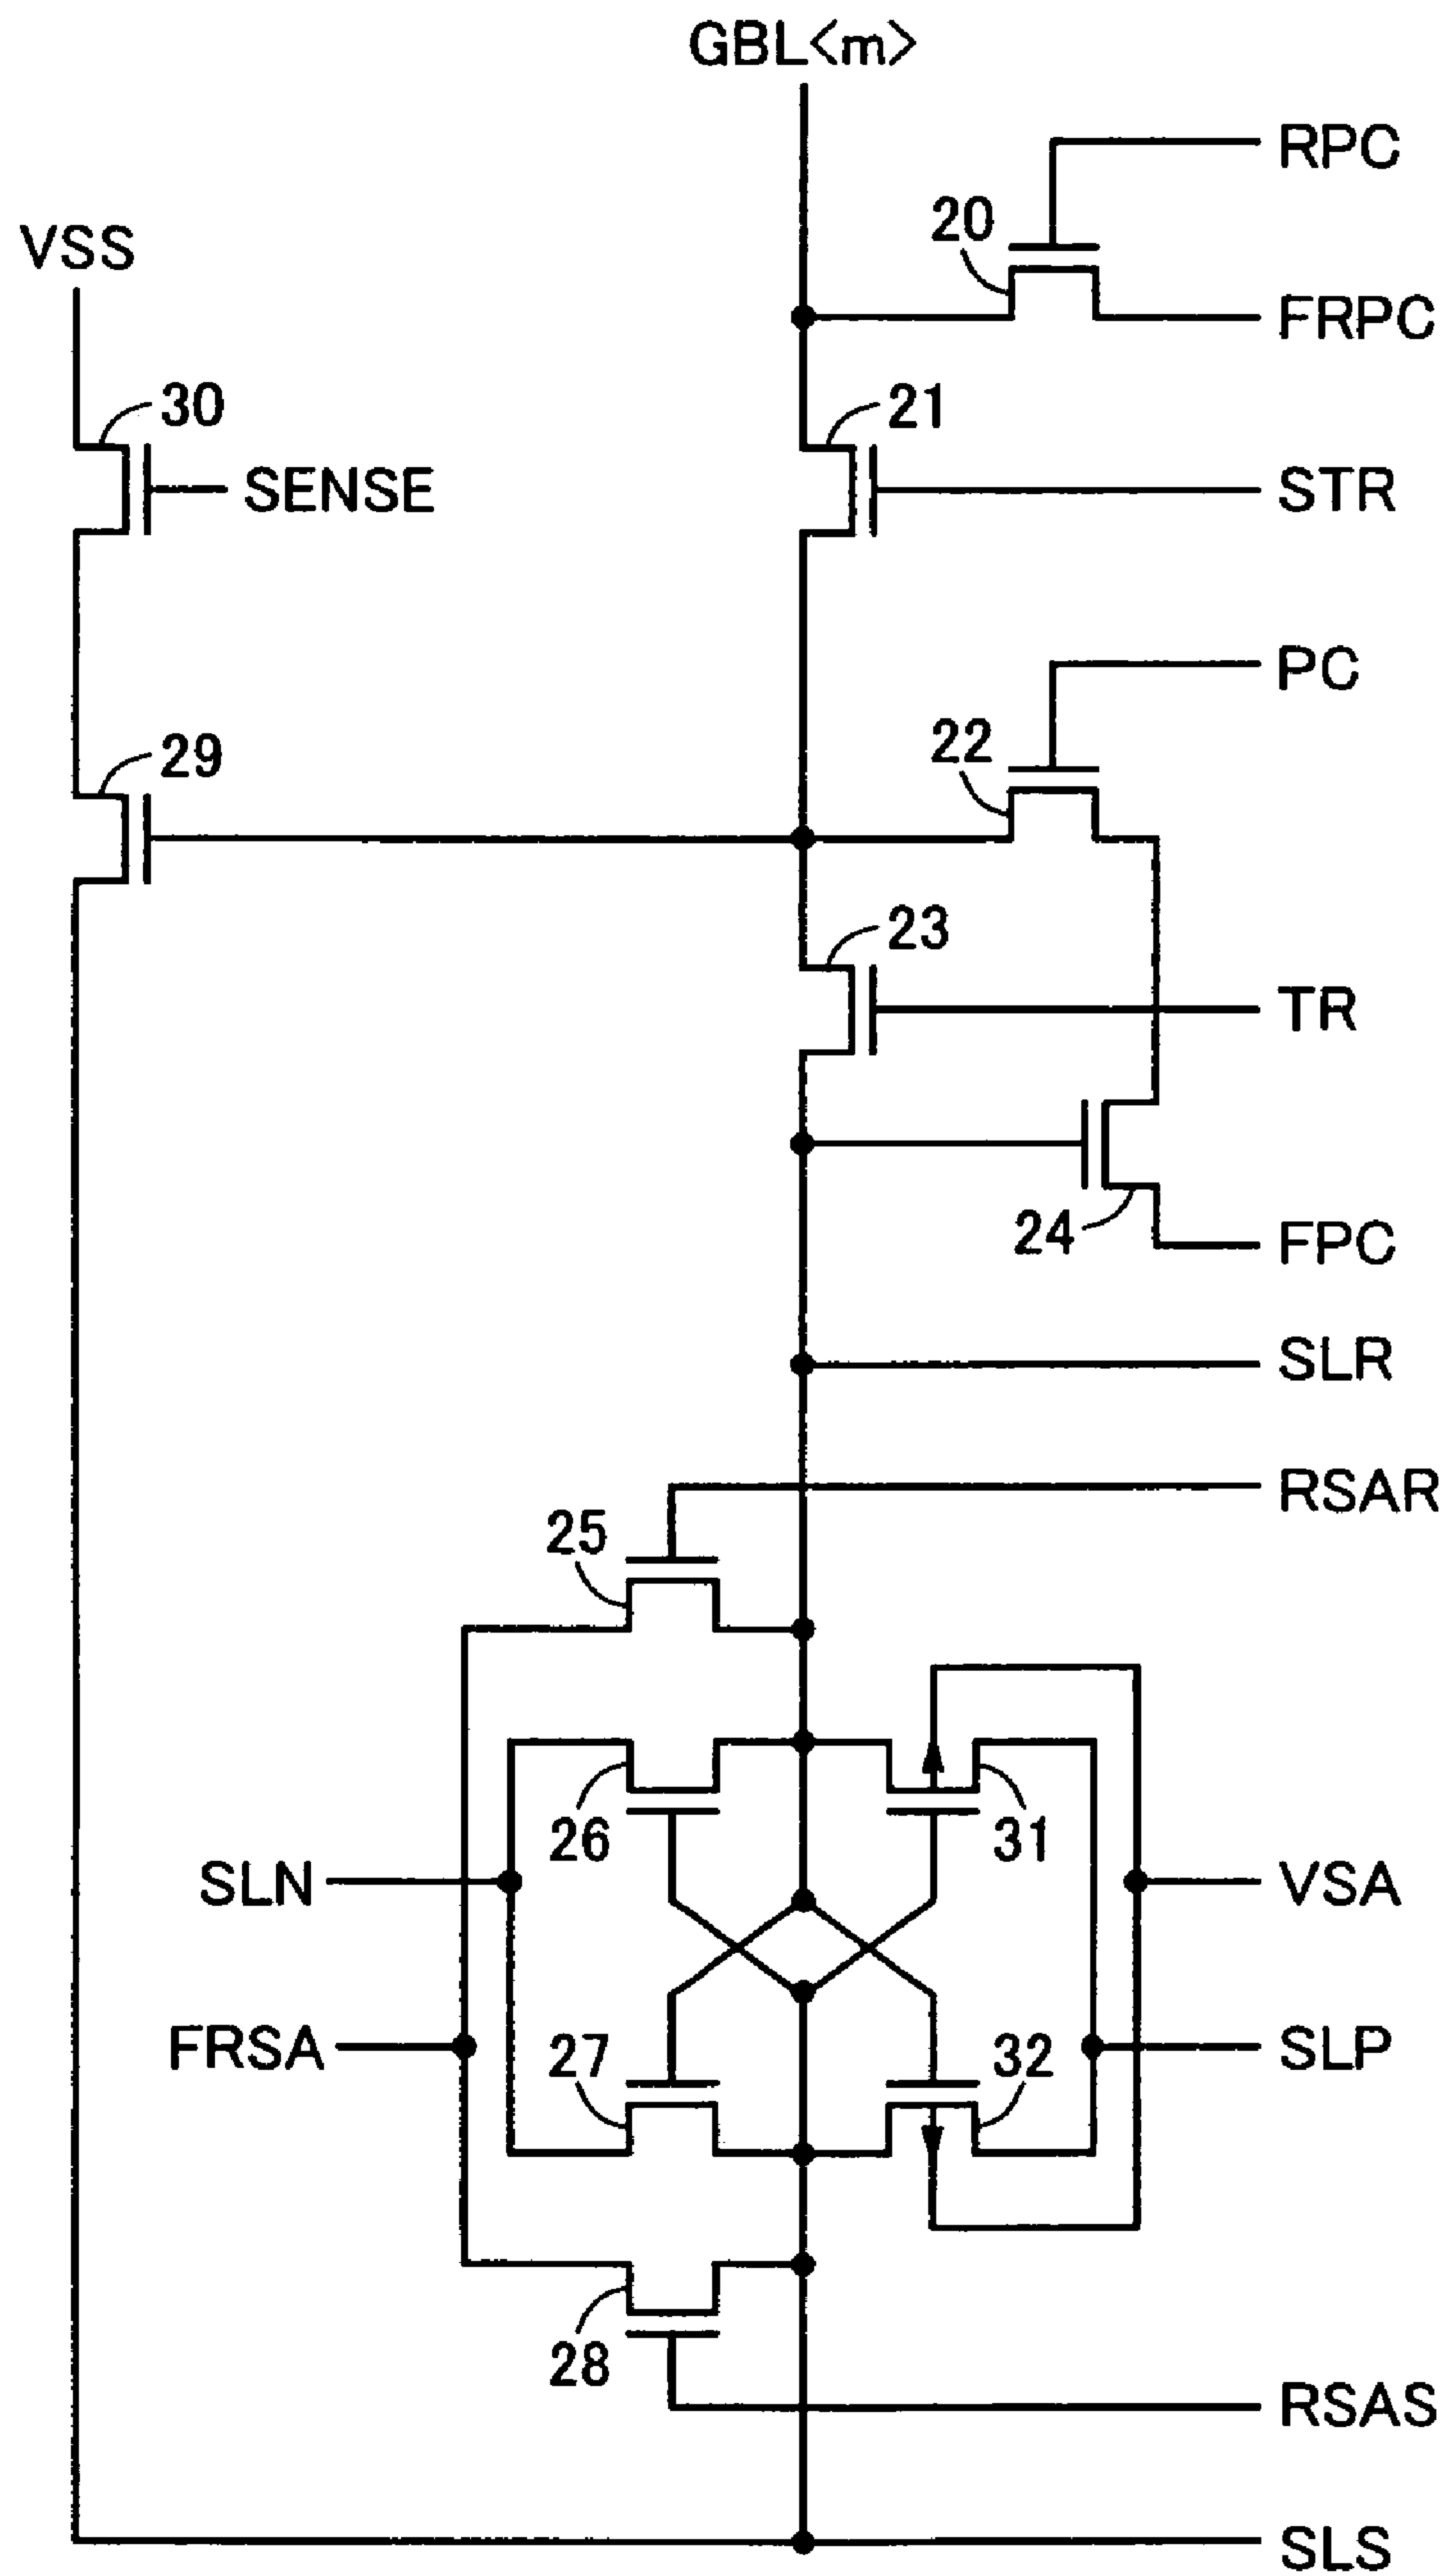 GBL<m>
RPC
20
VSS
FRPC
30
21
SENSE
STR
PC
29
22
23
TR
24
FPC
SLR
RSAR
25
26
31
SLN
VSA
FRSA
27
32
SLP
28
RSAS
SLS